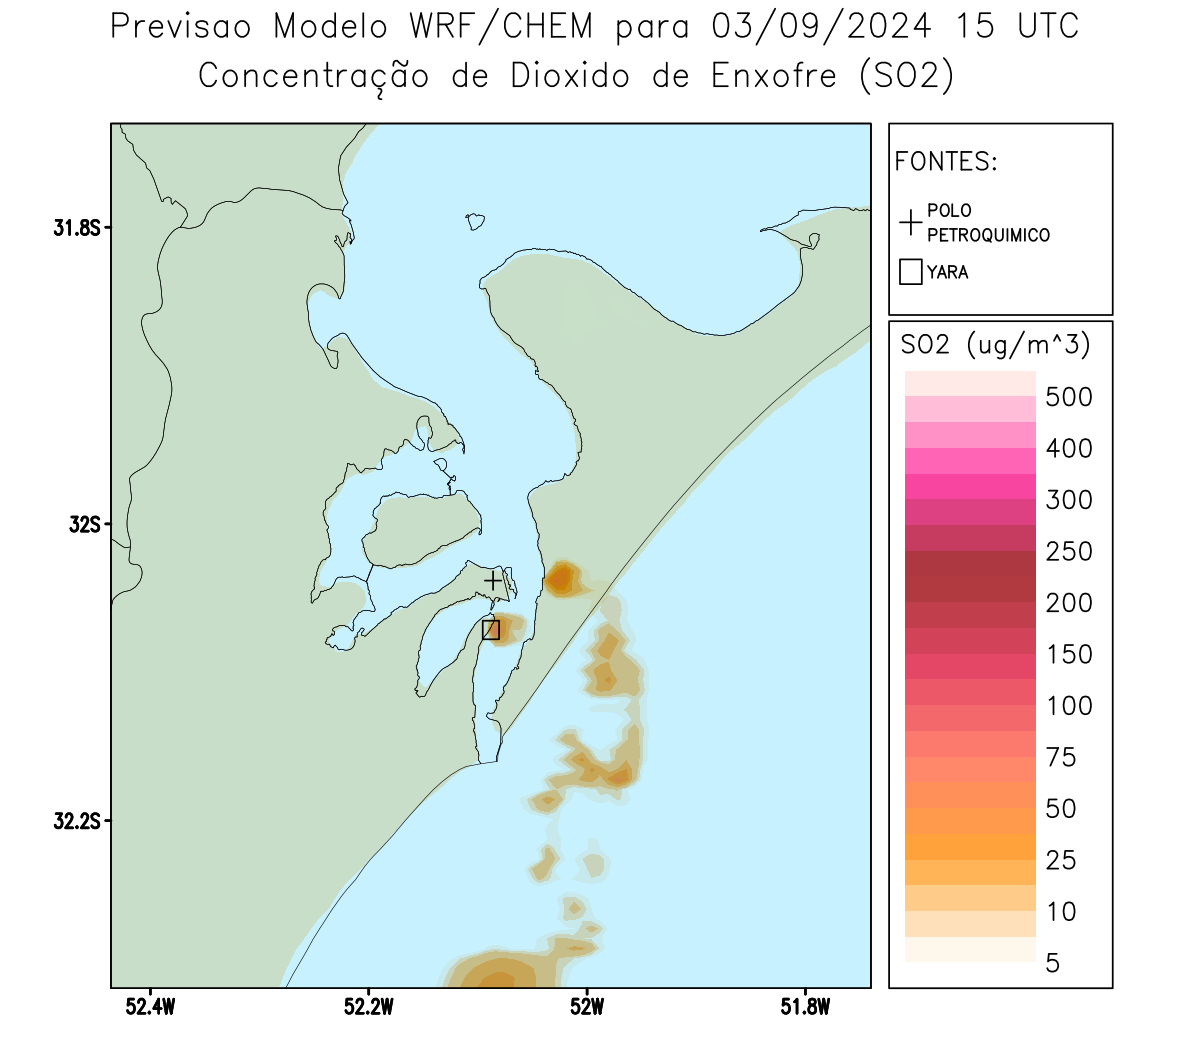 Previsao Modelo WRF/CHEM para 03/09/2024 15 UTC
Concentração de Dioxido de Enxofre (SO2)
FONTES:
POLO
PETROQUIMICO
YARA
31.8S
32S
32.2S
52.4W
52.2W
52W
51.8W
SO2 (ug/m^3)
500
400
300
250
200
150
100
75
50
25
10
5